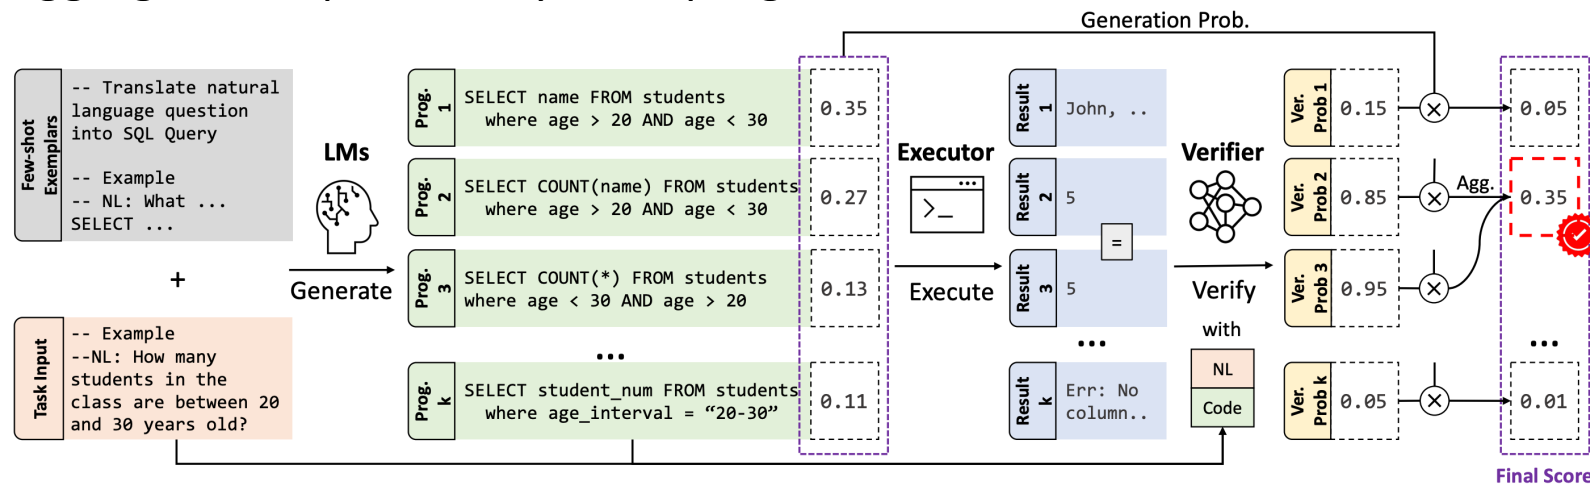 Generation Prob.
Few-shot
Exemplars
-- Translate natural
language question
into SQL Query
-- Example
-- NL: What ...
SELECT ...
+
Task Input
-- Example
--NL: How many
students in the
class are between 20
and 30 years old?
LMs
Generate
Prog.
1
SELECT name FROM students
where age > 20 AND age < 30
0.35
Prog.
2
SELECT COUNT(name) FROM students
where age > 20 AND age < 30
0.27
Prog.
3
SELECT COUNT(*) FROM students
where age < 30 AND age > 20
0.13
...
Prog.
k
SELECT student_num FROM students
where age_interval = “20-30”
0.11
Executor
>_
Execute
Result
1
John, ..
Result
2
5
=
Result
3
5
...
Result
k
Err: No
column..
Verifier
Verify
with
NL
Code
Ver.
Prob 1
0.15
×
0.05
Ver.
Prob 2
0.85
×
Agg.
0.35
Ver.
Prob 3
0.95
×
...
Ver.
Prob k
0.05
×
0.01
Final Score